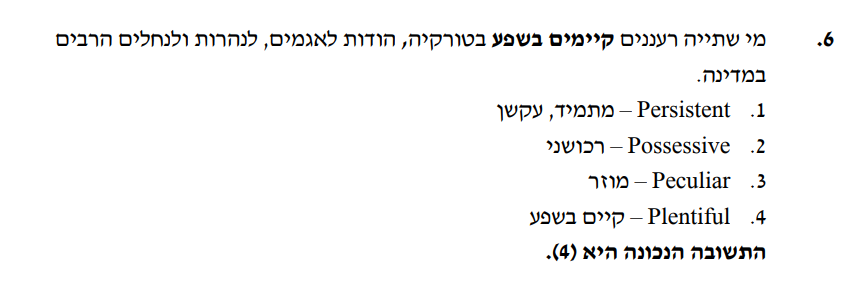 6. מי שתייה רעננים קיימים בשפע בטורקיה, הודות לאגמים, לנהרות ולנחלים הרבים
במדינה.
1. Persistent – מתמיד, עקשן
2. Possessive – רכושני
3. Peculiar – מוזר
4. Plentiful – קיים בשפע
התשובה הנכונה היא (4).